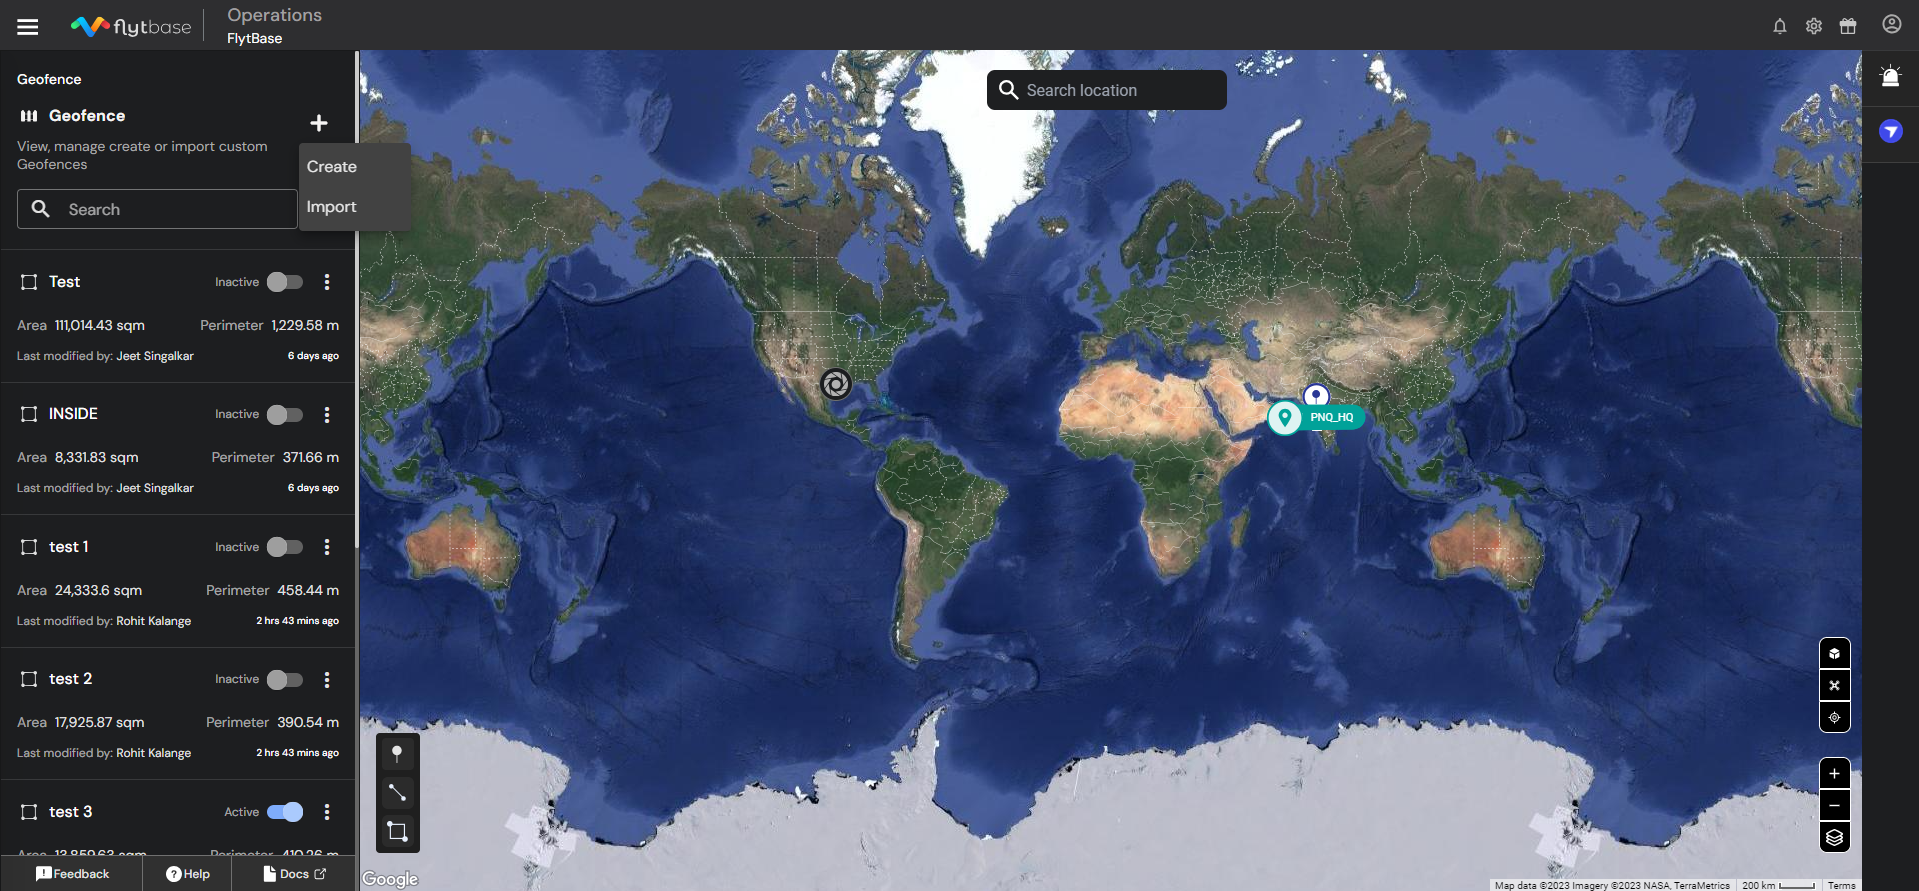 flytbase
Operations
FlytBase
Geofence
Geofence
View, manage create or import custom
Geofences
Create
Import
Search
Search location
Test
Inactive
Area 111,014.43 sqm
Perimeter 1,229.58 m
Last modified by: Jeet Singalkar
6 days ago
INSIDE
Inactive
Area 8,331.83 sqm
Perimeter 371.66 m
Last modified by: Jeet Singalkar
6 days ago
test 1
Inactive
Area 24,333.6 sqm
Perimeter 458.44 m
Last modified by: Rohit Kalange
2 hrs 43 mins ago
test 2
Inactive
Area 17,925.87 sqm
Perimeter 390.54 m
Last modified by: Rohit Kalange
2 hrs 43 mins ago
test 3
Active
Area 13,859.63 sqm
Perimeter 410.26 m
Feedback
Help
Docs
PNQ_HQ
Google
Map data ©2023 Imagery ©2023 NASA, TerraMetrics
200 km
Terms